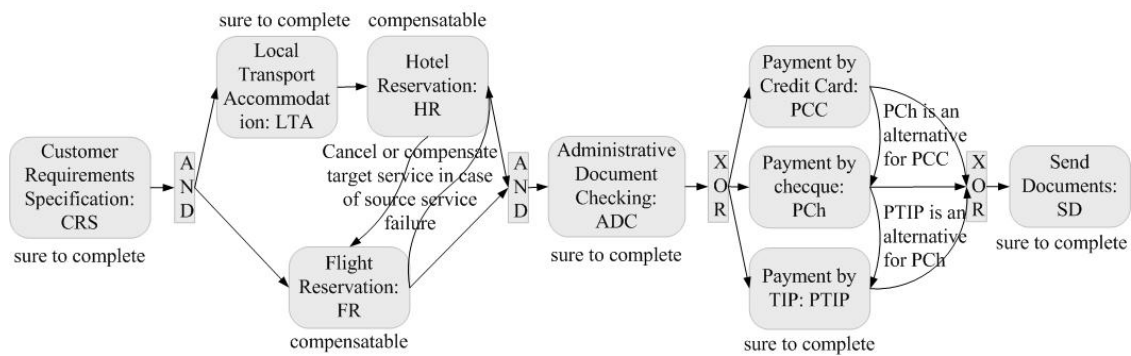 sure to complete
compensatable
Local
Transport
Accommodat
ion: LTA
Hotel
Reservation:
HR
Customer
Requirements
Specification:
CRS
sure to complete
A
N
D
Cancel or compensate
target service in case
of source service
failure
Flight
Reservation:
FR
compensatable
A
N
D
Administrative
Document
Checking:
ADC
sure to complete
X
O
R
Payment by
Credit Card:
PCC
PCh is an
alternative
for PCC
Payment by
checque:
PCh
PTIP is an
alternative
for PCh
Payment by
TIP: PTIP
sure to complete
X
O
R
Send
Documents:
SD
sure to complete